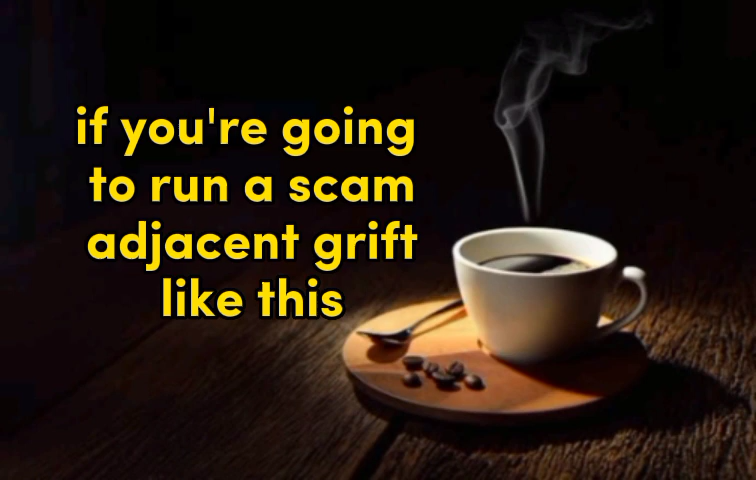 if you're going
to run a scam
adjacent grift
like this